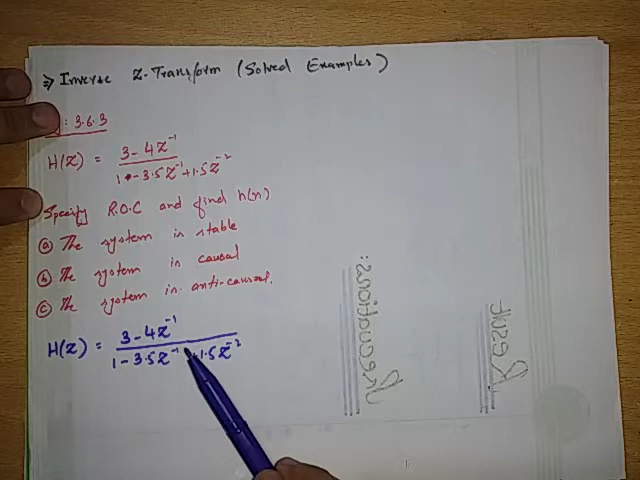 ⇒ Inverse Z-Transform (Solved Examples)
: 3.6.3
H(z) = 3 - 4z⁻¹ / 1 - 3.5z⁻¹ + 1.5z⁻²
Specify R.O.C and find h(n)
ⓐ The system is stable
ⓑ The system is causal
ⓒ The system is anti-causal.
H(z) = 3 - 4z⁻¹ / 1 - 3.5z⁻¹ + 1.5z⁻²